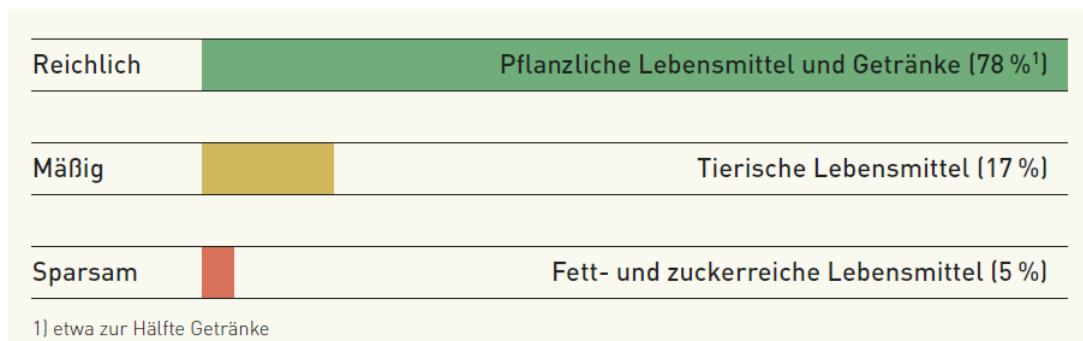 Reichlich Pflanzliche Lebensmittel und Getränke (78 %¹)
Mäßig Tierische Lebensmittel (17 %)
Sparsam Fett- und zuckerreiche Lebensmittel (5 %)
1) etwa zur Hälfte Getränke